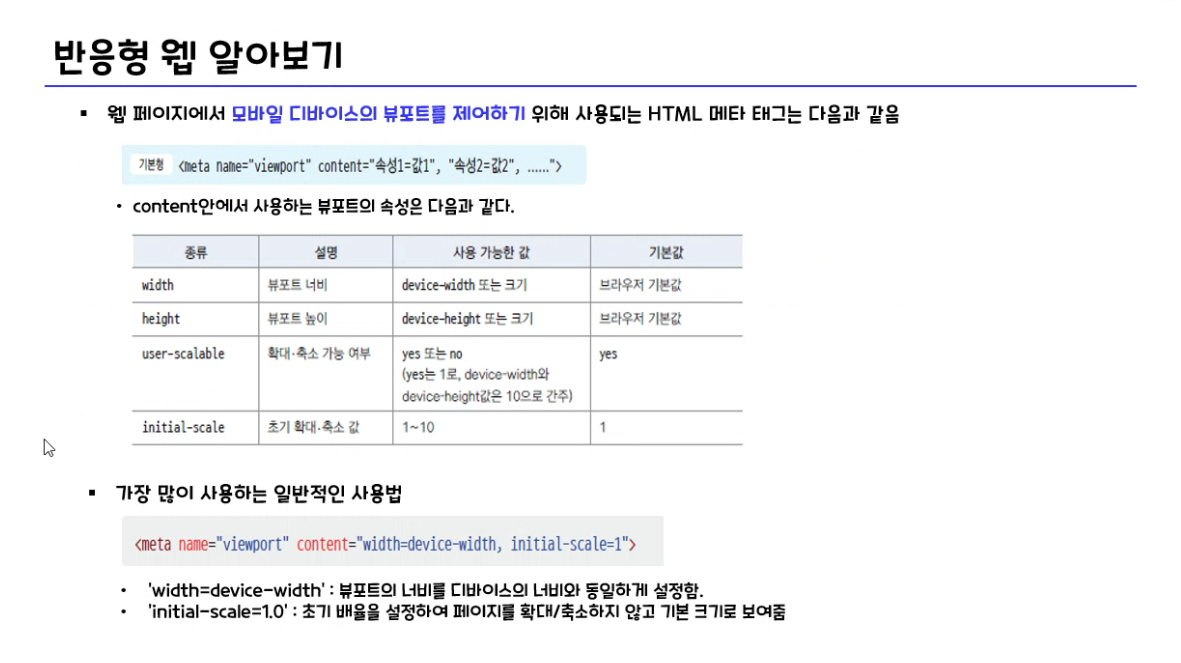 반응형 웹 알아보기
▪ 웹 페이지에서 모바일 디바이스의 뷰포트를 제어하기 위해 사용되는 HTML 메타 태그는 다음과 같음
기본형 <meta name="viewport" content="속성1=값1", "속성2=값2", ......">
• content안에서 사용하는 뷰포트의 속성은 다음과 같다.
종류 설명 사용 가능한 값 기본값
width 뷰포트 너비 device-width 또는 크기 브라우저 기본값
height 뷰포트 높이 device-height 또는 크기 브라우저 기본값
user-scalable 확대·축소 가능 여부 yes 또는 no yes
(yes는 1로, device-width와
device-height값은 10으로 간주)
initial-scale 초기 확대·축소 값 1~10 1
▪ 가장 많이 사용하는 일반적인 사용법
<meta name="viewport" content="width=device-width, initial-scale=1">
• 'width=device-width' : 뷰포트의 너비를 디바이스의 너비와 동일하게 설정함.
• 'initial-scale=1.0' : 초기 배율을 설정하여 페이지를 확대/축소하지 않고 기본 크기로 보여줌